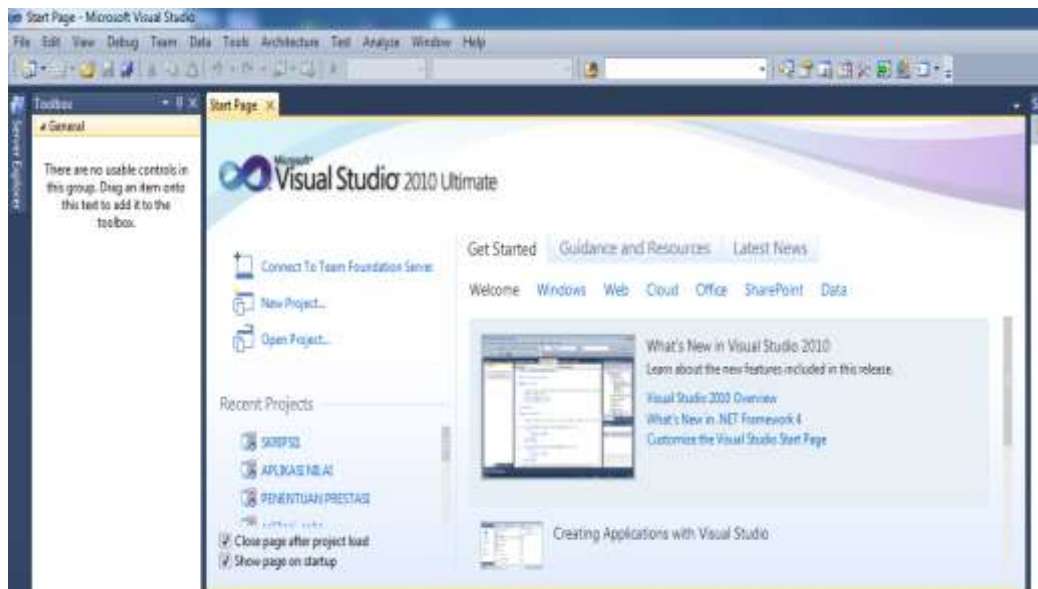 Start Page - Microsoft Visual Studio
File Edit View Debug Team Data Tools Architecture Test Analyze Window Help
Server Explorer
Toolbox
General
There are no usable controls in
this group. Drag an item onto
this text to add it to the
toolbox.
Start Page
Microsoft
Visual Studio 2010 Ultimate
Connect To Team Foundation Server
New Project...
Open Project...
Recent Projects
SKRIPSI
APLIKASI NILAI
PENENTUAN PRESTASI
Close page after project load
Show page on startup
Get Started Guidance and Resources Latest News
Welcome Windows Web Cloud Office SharePoint Data
What's New in Visual Studio 2010
Learn about the new features included in this release.
Visual Studio 2010 Overview
What's New in .NET Framework 4
Customize the Visual Studio Start Page
Creating Applications with Visual Studio